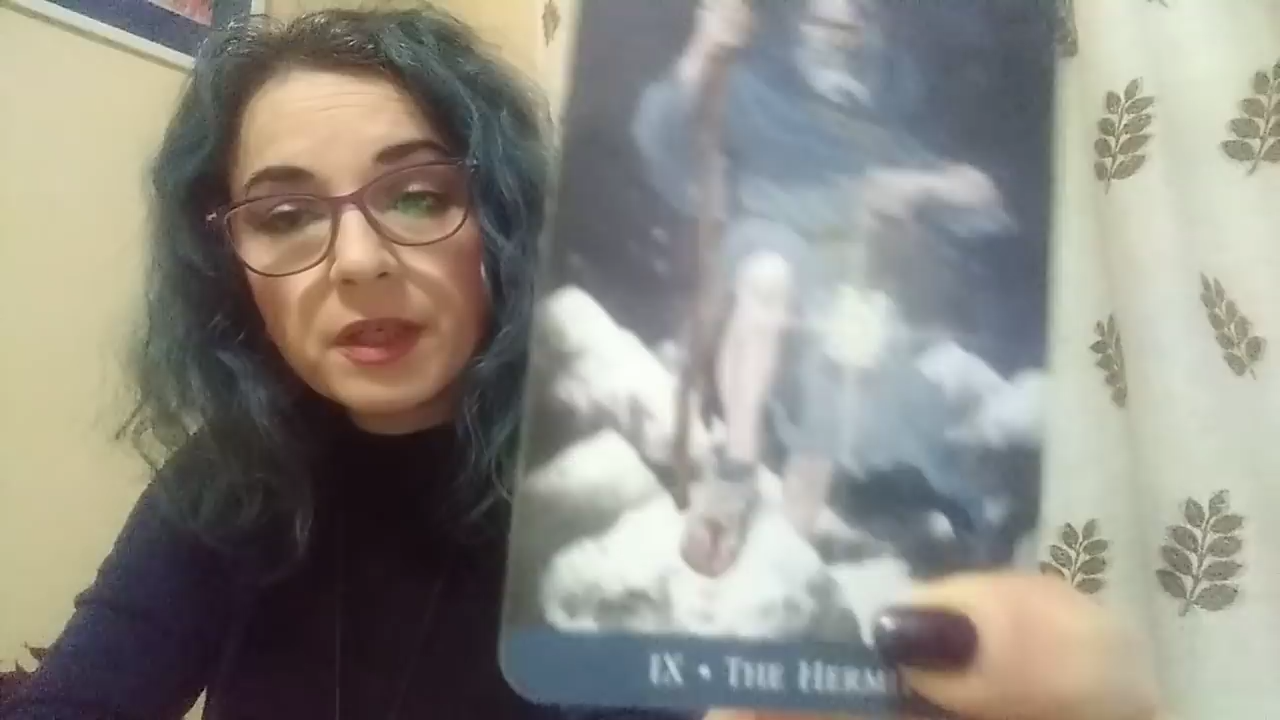 IX • THE HERM